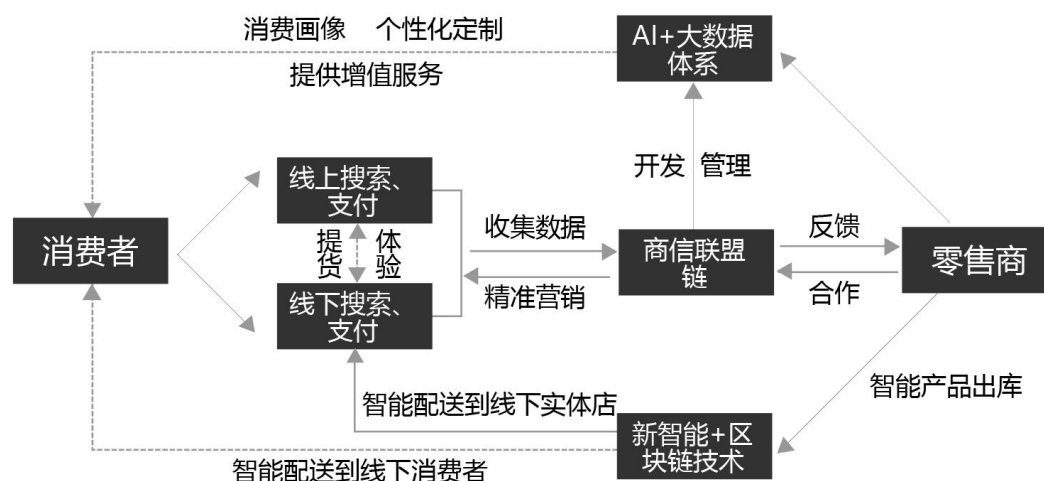 消费画像 个性化定制
提供增值服务
AI+大数据
体系
开发 管理
线上搜索、
支付
提货
体验
线下搜索、
支付
消费者
收集数据
精准营销
商信联盟
链
反馈
合作
零售商
智能产品出库
智能配送到线下实体店
新智能+区
块链技术
智能配送到线下消费者